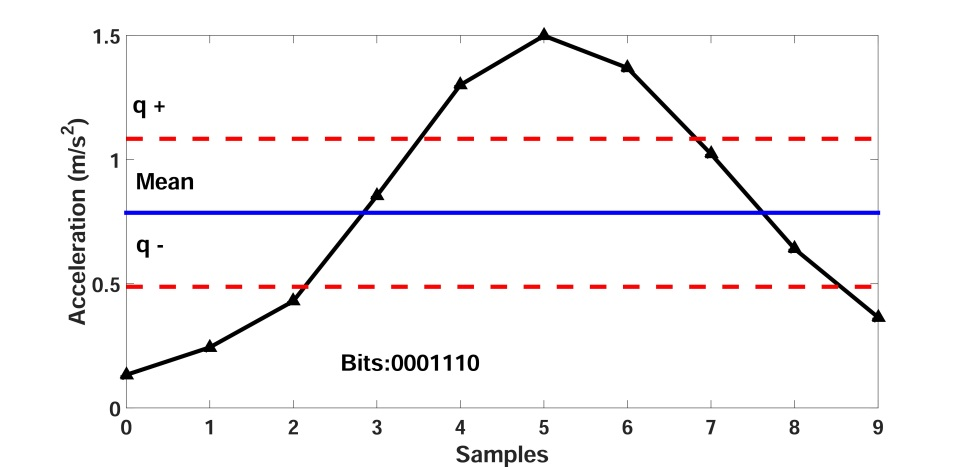 1.5
q +
1
Mean
q -
0.5
Bits:0001110
0
0 1 2 3 4 5 6 7 8 9
Samples
Acceleration (m/s²)